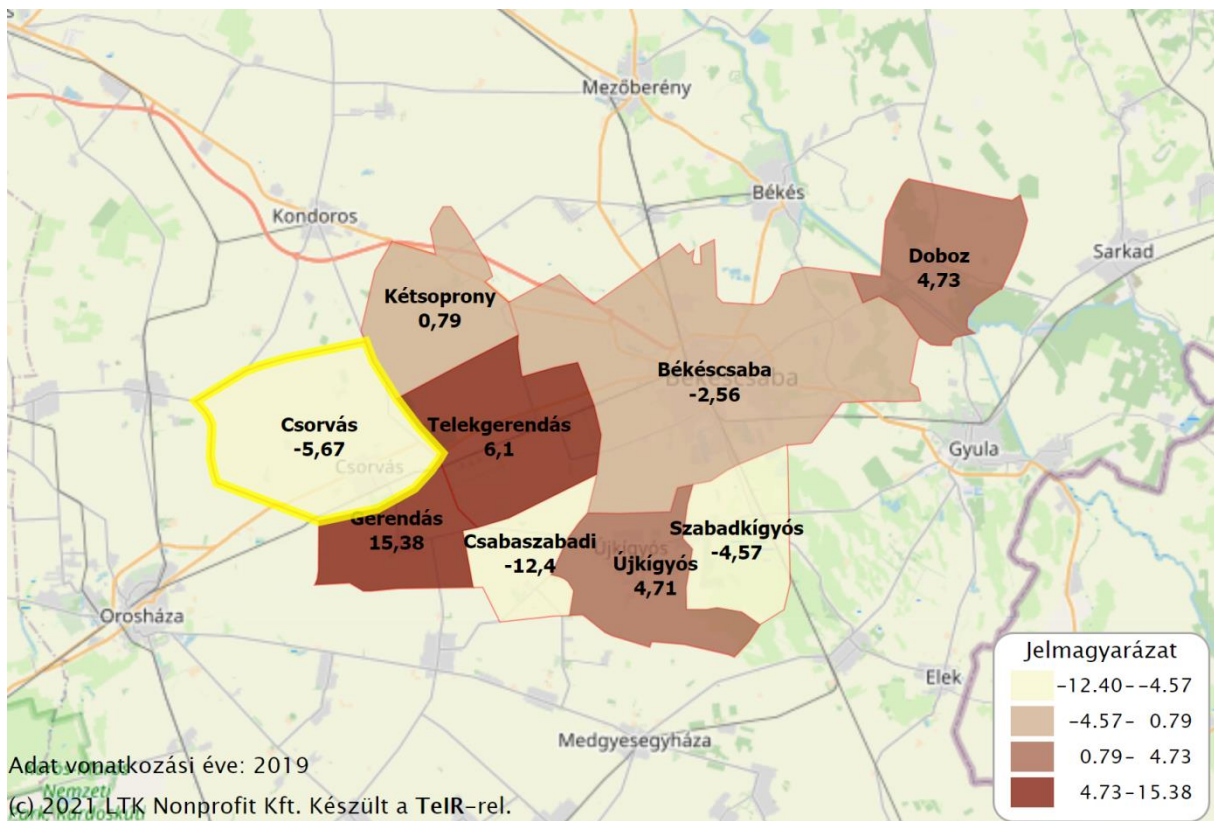 Mezőberény
Békés
Kondoros
Sarkad
Doboz
4,73
Kétsoprony
0,79
Békéscsaba
Békéscsaba
-2,56
Csorvás
-5,67
Csorvás
Telekgerendás
6,1
Gyula
Gerendás
15,38
Csabaszabadi
-12,4
Szabadkígyós
-4,57
Újkígyós
Újkígyós
4,71
Orosháza
Elek
Medgyesegyháza
Jelmagyarázat
-12.40--4.57
-4.57- 0.79
0.79- 4.73
4.73-15.38
Adat vonatkozási éve: 2019
Nemzeti
(c) 2021 LTK Nonprofit Kft. Készült a TeIR-rel.